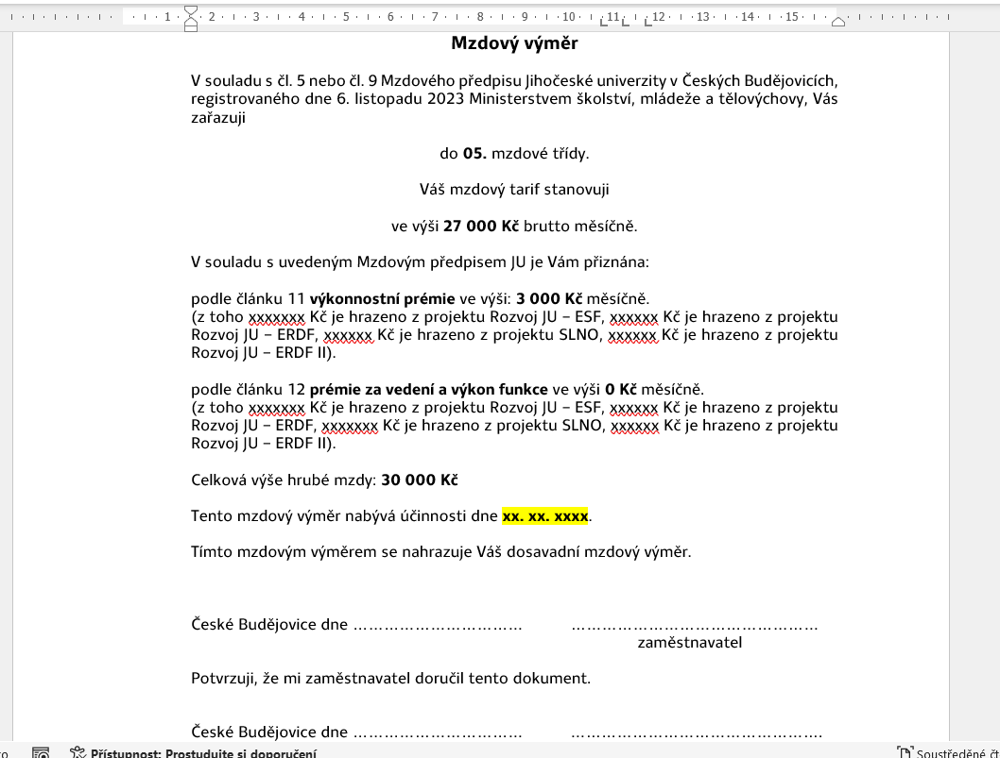 1 2 3 4 5 6 7 8 9 10 11 12 13 14 15
Mzdový výměr
V souladu s čl. 5 nebo čl. 9 Mzdového předpisu Jihočeské univerzity v Českých Budějovicích,
registrovaného dne 6. listopadu 2023 Ministerstvem školství, mládeže a tělovýchovy, Vás
zařazuji
do 05. mzdové třídy.
Váš mzdový tarif stanovuji
ve výši 27 000 Kč brutto měsíčně.
V souladu s uvedeným Mzdovým předpisem JU je Vám přiznána:
podle článku 11 výkonnostní prémie ve výši: 3 000 Kč měsíčně.
(z toho xxxxxxx Kč je hrazeno z projektu Rozvoj JU – ESF, xxxxxx Kč je hrazeno z projektu
Rozvoj JU – ERDF, xxxxxx Kč je hrazeno z projektu SLNO, xxxxxx Kč je hrazeno z projektu
Rozvoj JU – ERDF II).
podle článku 12 prémie za vedení a výkon funkce ve výši 0 Kč měsíčně.
(z toho xxxxxxx Kč je hrazeno z projektu Rozvoj JU – ESF, xxxxxx Kč je hrazeno z projektu
Rozvoj JU – ERDF, xxxxxxx Kč je hrazeno z projektu SLNO, xxxxxx Kč je hrazeno z projektu
Rozvoj JU – ERDF II).
Celková výše hrubé mzdy: 30 000 Kč
Tento mzdový výměr nabývá účinnosti dne xx. xx. xxxx.
Tímto mzdovým výměrem se nahrazuje Váš dosavadní mzdový výměr.
České Budějovice dne …………………………… …………………………………………
zaměstnavatel
Potvrzuji, že mi zaměstnavatel doručil tento dokument.
České Budějovice dne …………………………… ………………………………………….
Přístupnost: Prostudujte si doporučení Soustředěné